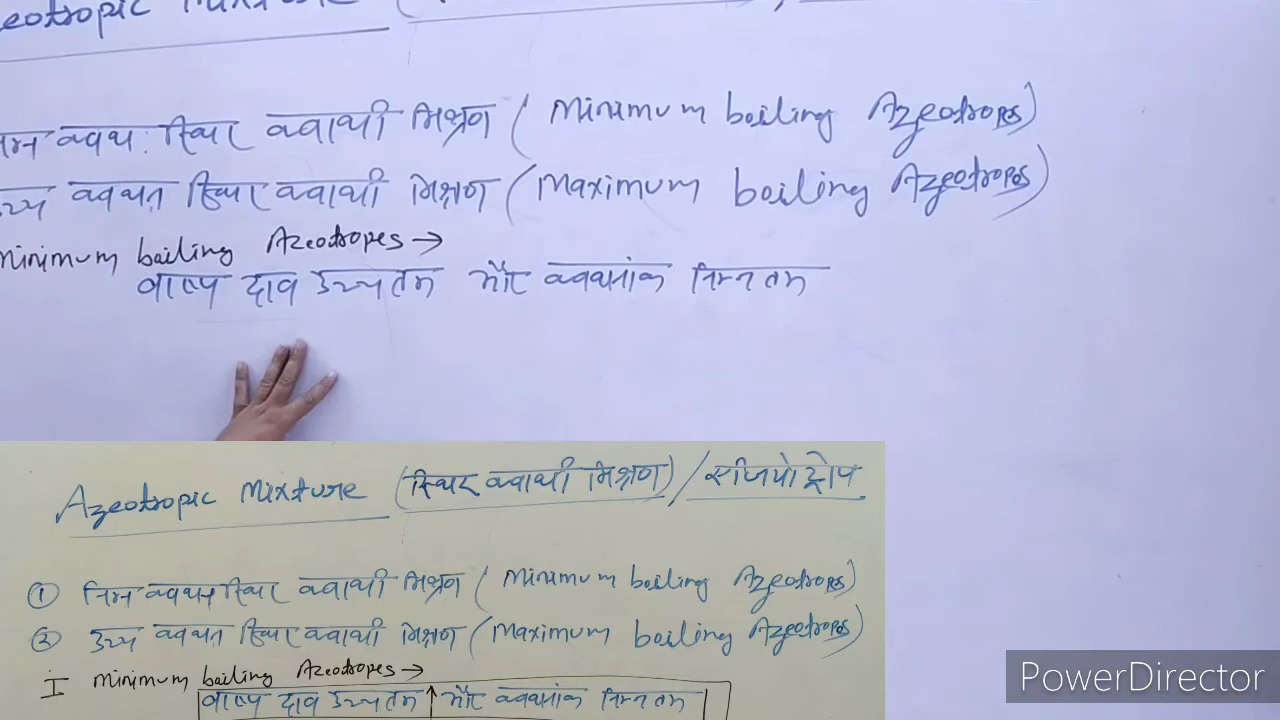 eotropic Mixture (
क्वथ. स्थिर क्वाथी मिश्रण ( Minimum boiling Azeotropes)
क्वथन स्थिर क्वाथी मिश्रण (Maximum boiling Azeotropes)
Minimum boiling Azeotropes →
वाष्प दाव उच्चतम और क्वथनांक निम्नतम
Azeotropic Mixture (स्थिर क्वाथी मिश्रण) / एजियोट्रोप
① निम्न क्वथन स्थिर क्वाथी मिश्रण ( Minimum boiling Azeotropes)
② उच्च क्वथन स्थिर क्वाथी मिश्रण (Maximum boiling Azeotropes)
I minimum boiling Azeotropes →
वाष्प दाव उच्चतम ↑ और क्वथनांक निम्नतम
PowerDirector